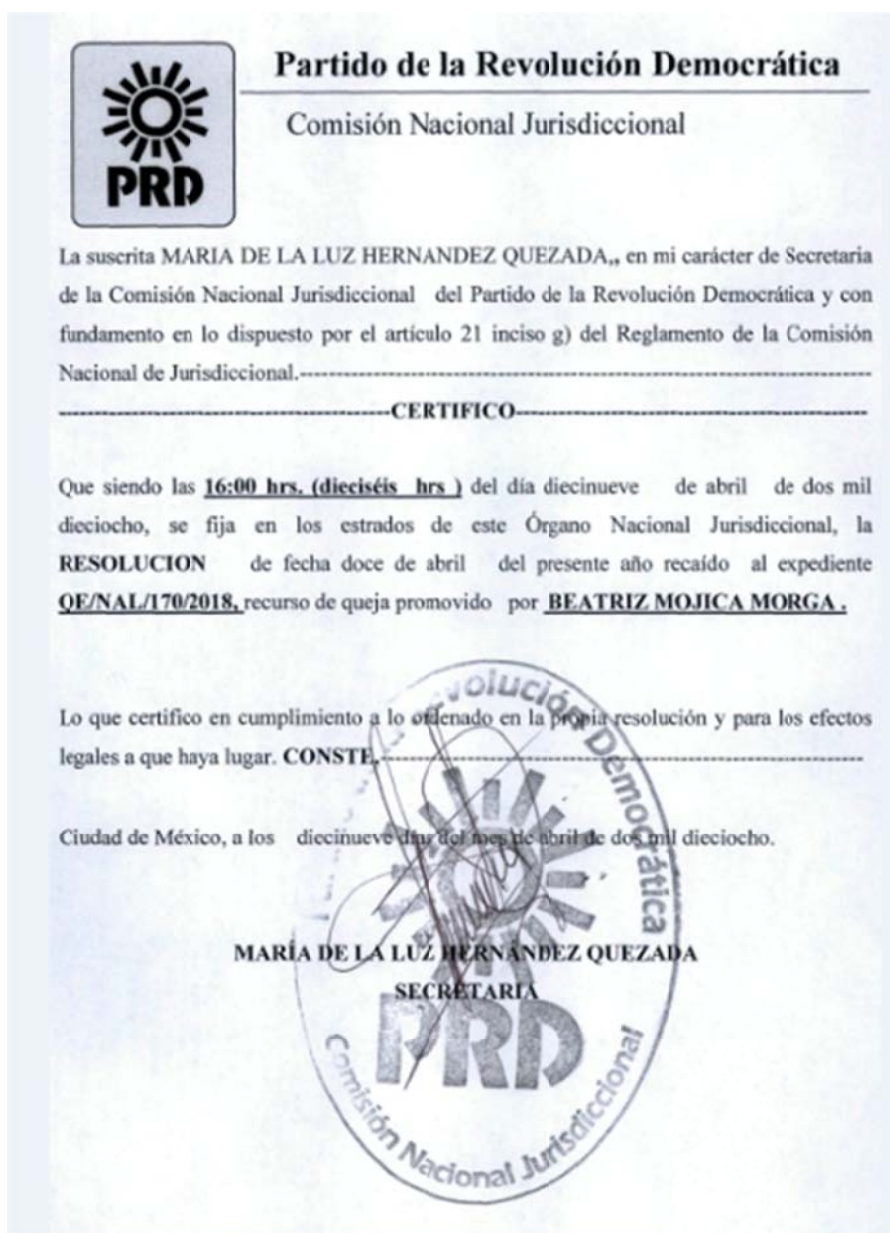 Partido de la Revolución Democrática
Comisión Nacional Jurisdiccional
PRD
La suscrita MARIA DE LA LUZ HERNANDEZ QUEZADA,, en mi carácter de Secretaria
de la Comisión Nacional Jurisdiccional del Partido de la Revolución Democrática y con
fundamento en lo dispuesto por el artículo 21 inciso g) del Reglamento de la Comisión
Nacional de Jurisdiccional.------------------------------------------------------------
-----------------------------------CERTIFICO-----------------------------------
Que siendo las 16:00 hrs. (dieciséis hrs ) del día diecinueve de abril de dos mil
dieciocho, se fija en los estrados de este Órgano Nacional Jurisdiccional, la
RESOLUCION de fecha doce de abril del presente año recaído al expediente
QE/NAL/170/2018, recurso de queja promovido por BEATRIZ MOJICA MORGA .
Lo que certifico en cumplimiento a lo ordenado en la propia resolución y para los efectos
legales a que haya lugar. CONSTE.--------------------------------------------------
Ciudad de México, a los diecinueve días del mes de abril de dos mil dieciocho.
MARÍA DE LA LUZ HERNÁNDEZ QUEZADA
SECRETARIA
Revolución Democrática
PRD
Comisión Nacional Jurisdiccional